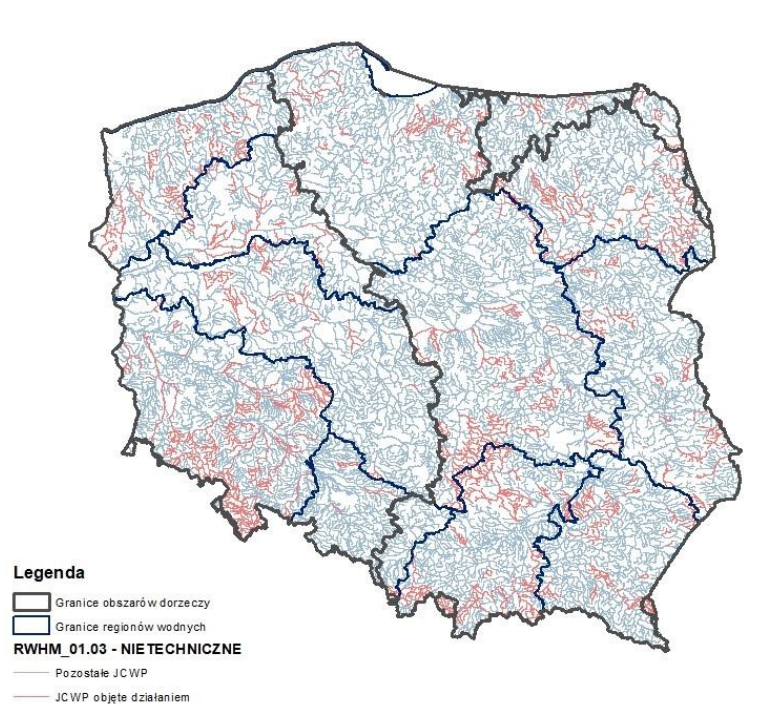 Legenda
Granice obszarów dorzeczy
Granice regionów wodnych
RWHM_01.03 - NIETECHNICZNE
Pozostałe JCWP
JCWP objęte działaniem